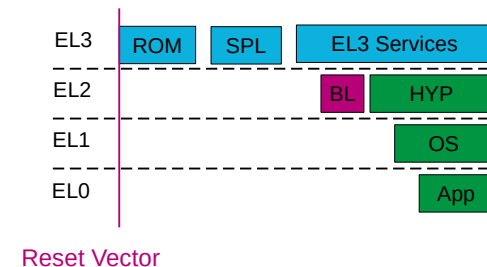 EL3 ROM SPL EL3 Services
EL2 BL HYP
EL1 OS
EL0 App
Reset Vector